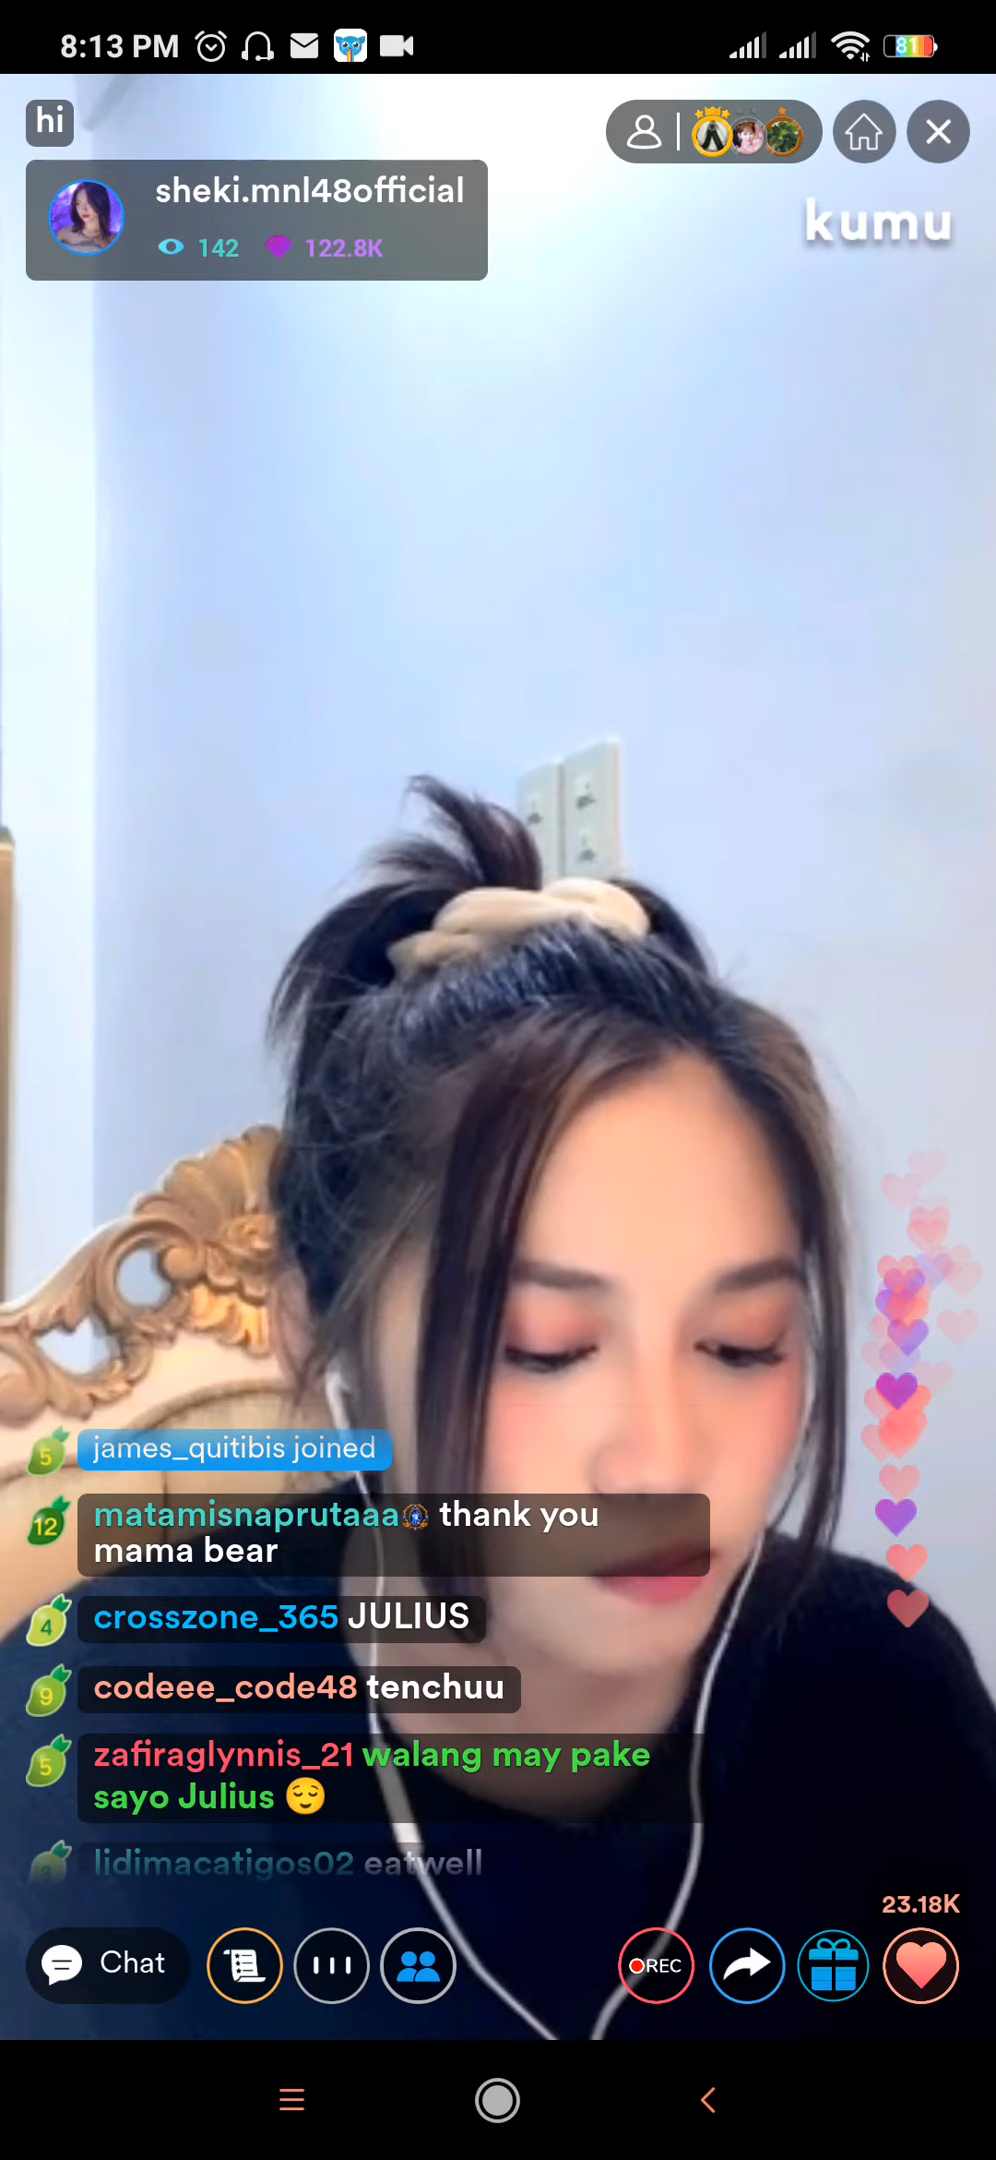 8:13 PM
81
hi
sheki.mnl48official
142 122.8K
kumu
5 james_quitibis joined
12 matamisnaprutaaa thank you
mama bear
4 crosszone_365 JULIUS
9 codeee_code48 tenchuu
5 zafiraglynnis_21 walang may pake
sayo Julius 😌
3 lidimacatigos02 eatwell
23.18K
Chat
REC